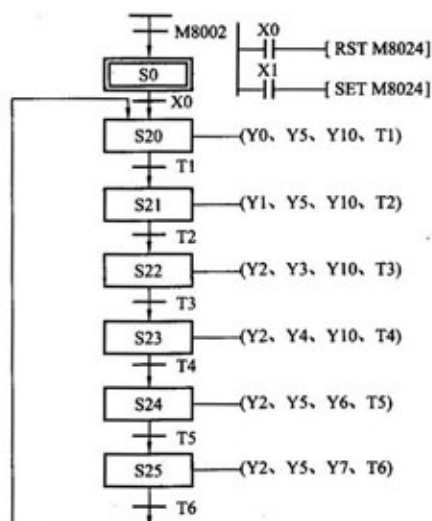 M8002
X0
[ RST M8024]
S0
X1
[ SET M8024]
X0
S20 (Y0、Y5、Y10、T1)
T1
S21 (Y1、Y5、Y10、T2)
T2
S22 (Y2、Y3、Y10、T3)
T3
S23 (Y2、Y4、Y10、T4)
T4
S24 (Y2、Y5、Y6、T5)
T5
S25 (Y2、Y5、Y7、T6)
T6